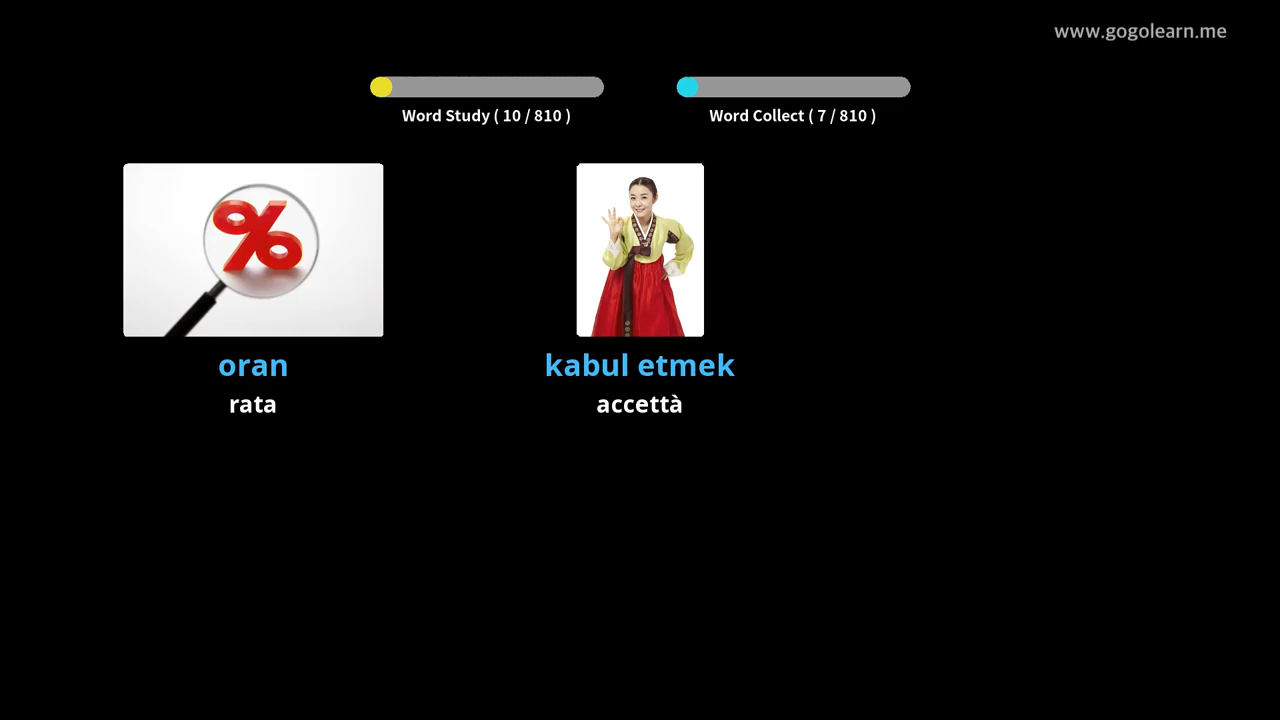 www.gogolearn.me
Word Study ( 10 / 810 )
Word Collect ( 7 / 810 )
%
oran
rata
kabul etmek
accettà